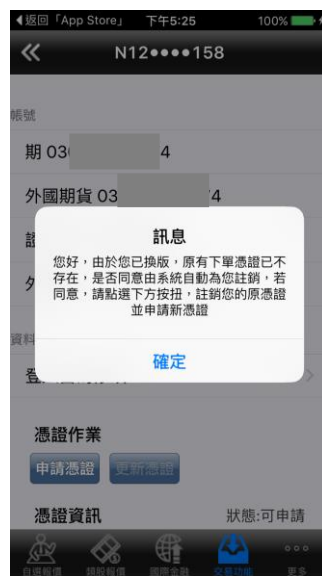 返回「App Store」 下午5:25 100%
N12●●●●158
帳號
期 03 4
外國期貨 03 4
訊息
您好,由於您已換版,原有下單憑證已不
存在,是否同意由系統自動為您註銷,若
同意,請點選下方按扭,註銷您的原憑證
並申請新憑證
確定
憑證作業
申請憑證 更新憑證
憑證資訊 狀態:可申請
自選報價 類股報價 國際金融 交易功能 更多